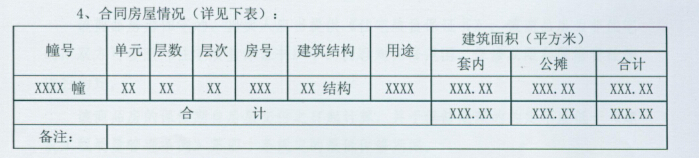 4、合同房屋情况（详见下表）：
幢号 单元 层数 层次 房号 建筑结构 用途 建筑面积（平方米）
套内 公摊 合计
XXXX 幢 XX XX XX XXX XX 结构 XXXX XXX.XX XXX.XX XXX.XX
合 计 XXX.XX XXX.XX XXX.XX
备注：